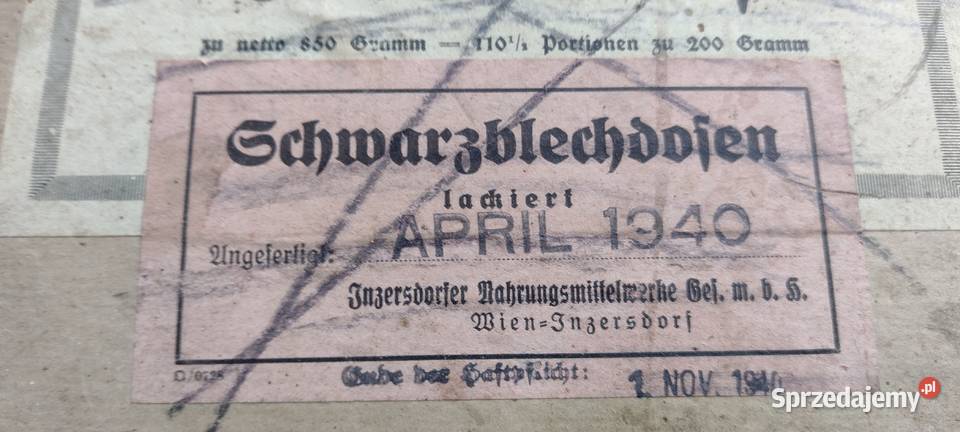 zu netto 850 Gramm — 110½ Portionen zu 200 Gramm
Schwarzblechdosen
lackiert
APRIL 1940
Angefertigt:
Inzersdorfer Nahrungsmittelwerke Ges. m. b. H.
Wien-Inzersdorf
Ende der Haftpflicht: 1. NOV. 194
Sprzedajemy.pl